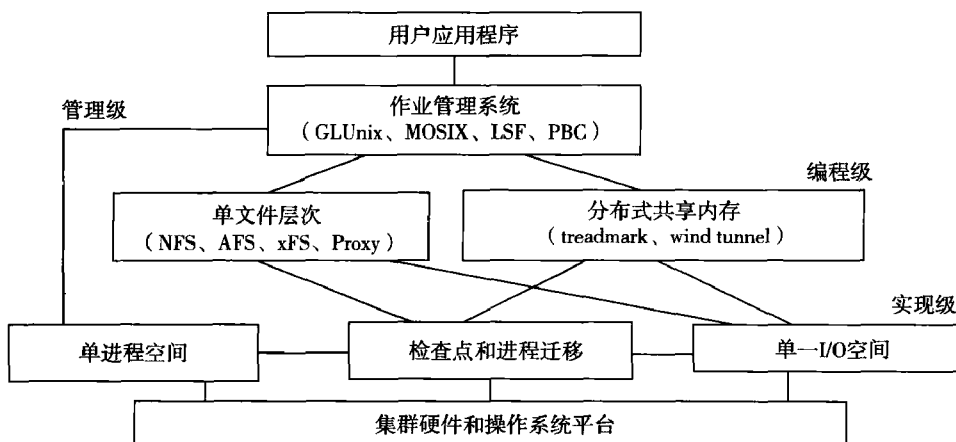 用户应用程序
管理级
作业管理系统
(GLUnix、MOSIX、LSF、PBC)
编程级
单文件层次
(NFS、AFS、xFS、Proxy)
分布式共享内存
(treadmark、wind tunnel)
实现级
单进程空间
检查点和进程迁移
单一I/O空间
集群硬件和操作系统平台